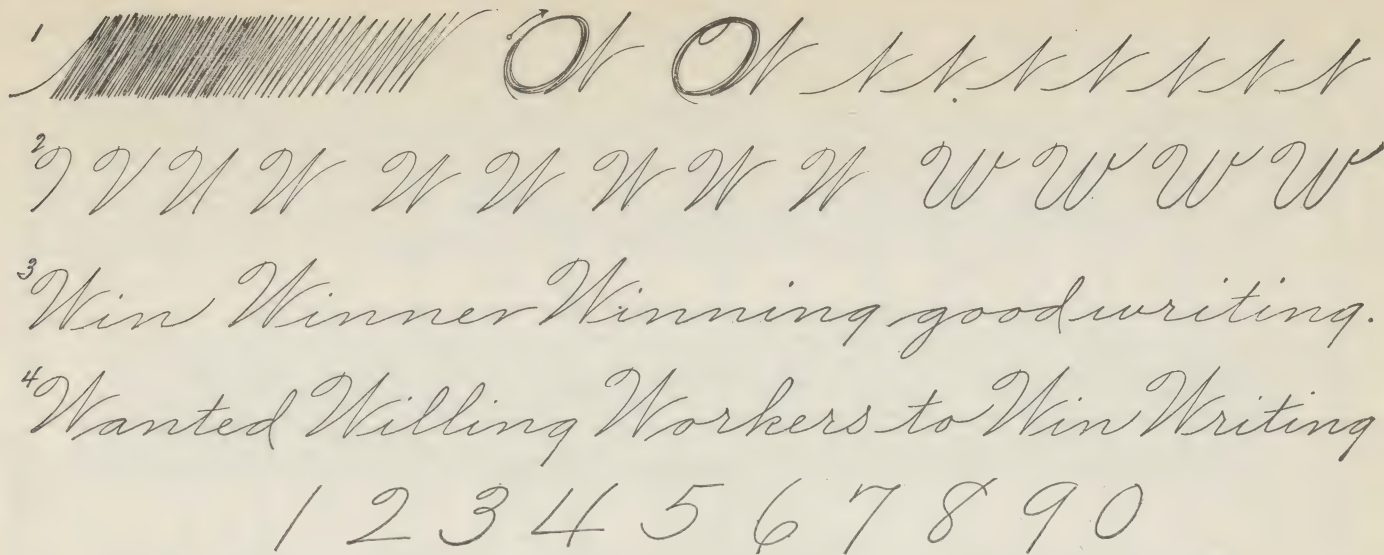 1
2 W W W W W W W W W W
3 Win Winner Winning good writing.
4 Wanted Willing Workers to Win Writing
1 2 3 4 5 6 7 8 9 0